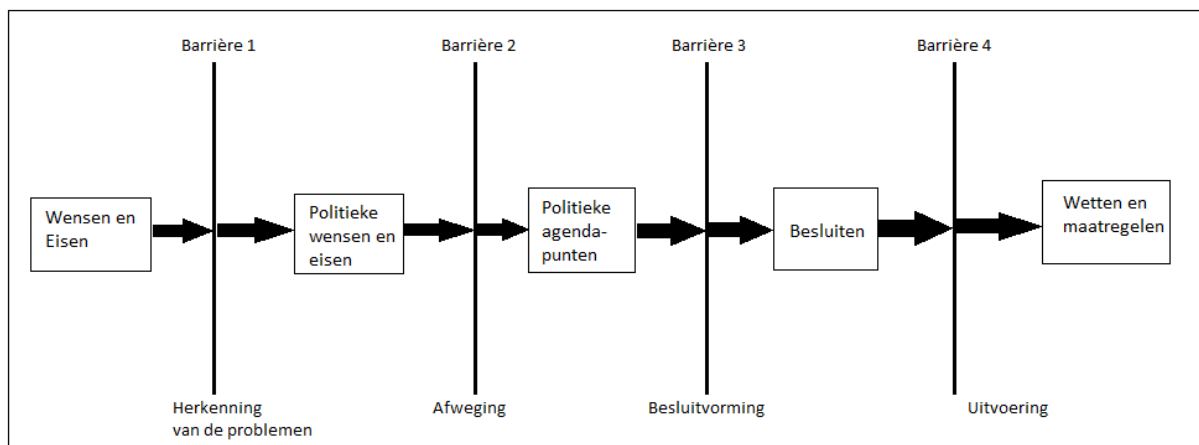 Barrière 1
Barrière 2
Barrière 3
Barrière 4
Wensen en
Eisen
Politieke
wensen en
eisen
Politieke
agenda-
punten
Besluiten
Wetten en
maatregelen
Herkenning
van de problemen
Afweging
Besluitvorming
Uitvoering